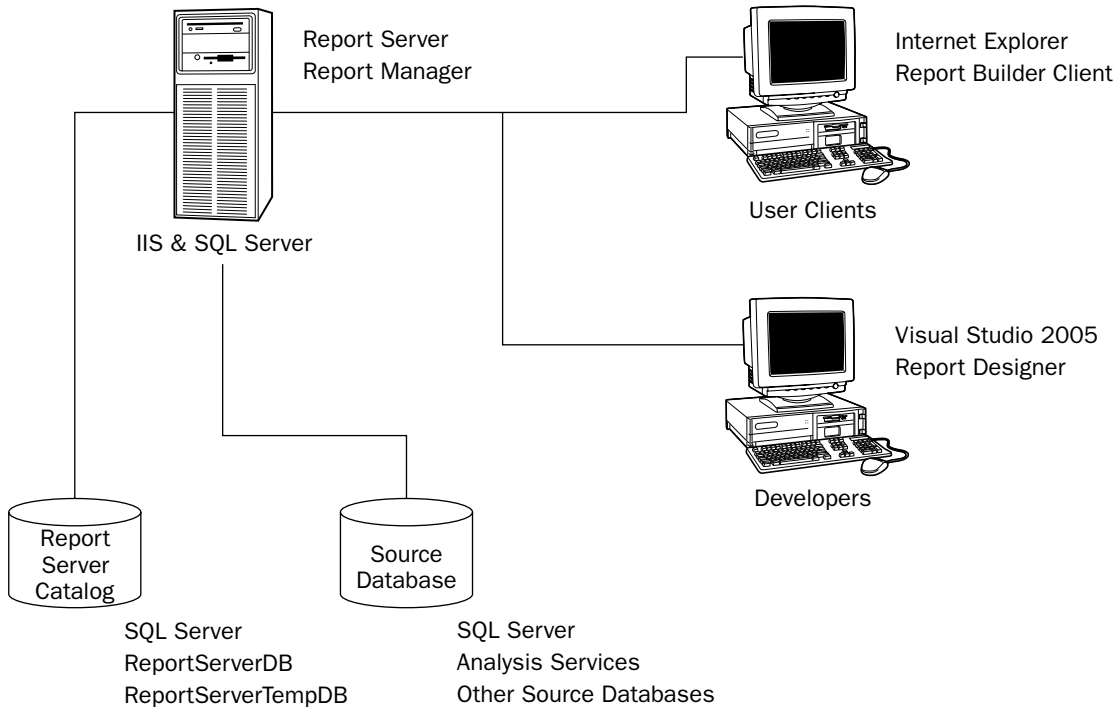 Report Server
Report Manager
IIS & SQL Server
Internet Explorer
Report Builder Client
User Clients
Visual Studio 2005
Report Designer
Developers
Report
Server
Catalog
SQL Server
ReportServerDB
ReportServerTempDB
Source
Database
SQL Server
Analysis Services
Other Source Databases